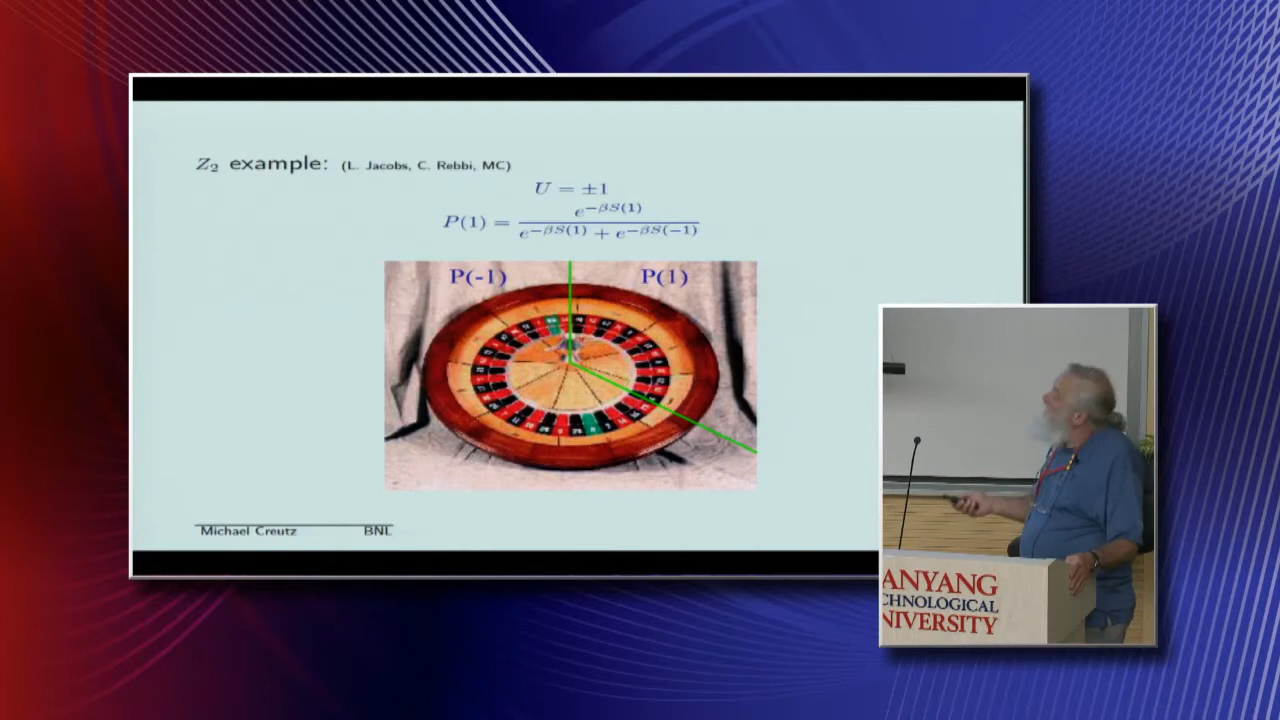 Z₂ example: (L. Jacobs, C. Rebbi, MC)
U = ±1
P(1) = e^{−βS(1)} / (e^{−βS(1)} + e^{−βS(−1)})
P(-1) P(1)
Michael Creutz BNL
ANYANG
CHNOLOGICAL
NIVERSITY